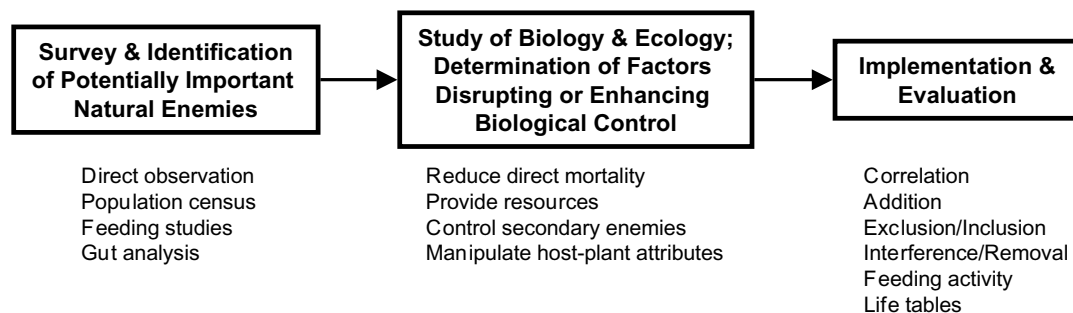 Survey & Identification
of Potentially Important
Natural Enemies
Direct observation
Population census
Feeding studies
Gut analysis
Study of Biology & Ecology;
Determination of Factors
Disrupting or Enhancing
Biological Control
Reduce direct mortality
Provide resources
Control secondary enemies
Manipulate host-plant attributes
Implementation &
Evaluation
Correlation
Addition
Exclusion/Inclusion
Interference/Removal
Feeding activity
Life tables